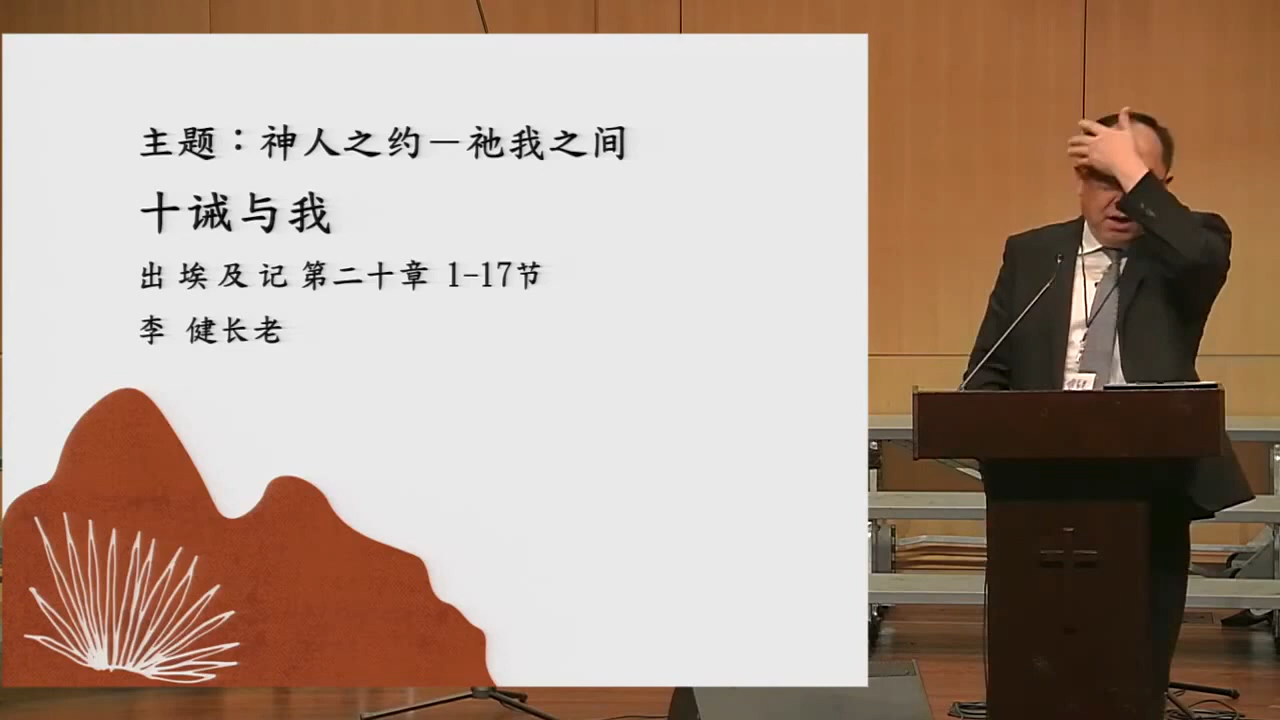 主题：神人之约－祂我之间
十诫与我
出埃及记 第二十章 1-17节
李 健长老